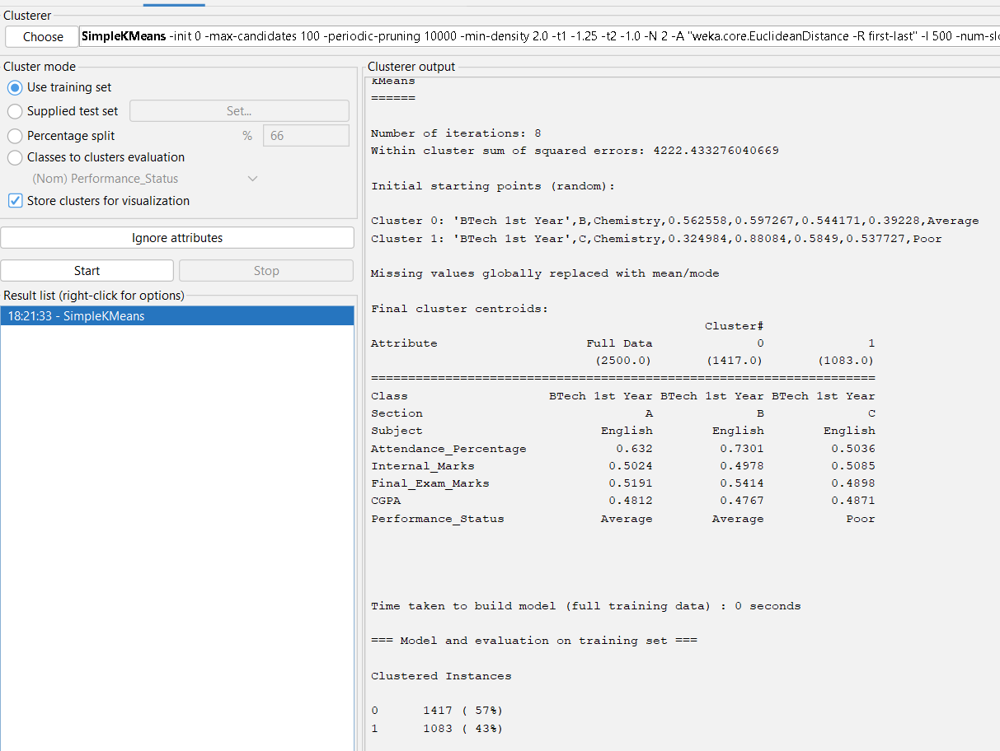 Clusterer
Choose SimpleKMeans -init 0 -max-candidates 100 -periodic-pruning 10000 -min-density 2.0 -t1 -1.25 -t2 -1.0 -N 2 -A "weka.core.EuclideanDistance -R first-last" -I 500 -num-slo
Cluster mode
Use training set
Supplied test set Set...
Percentage split % 66
Classes to clusters evaluation
(Nom) Performance_Status
Store clusters for visualization
Ignore attributes
Start Stop
Result list (right-click for options)
18:21:33 - SimpleKMeans
Clusterer output
kMeans
======
Number of iterations: 8
Within cluster sum of squared errors: 4222.433276040669
Initial starting points (random):
Cluster 0: 'BTech 1st Year',B,Chemistry,0.562558,0.597267,0.544171,0.39228,Average
Cluster 1: 'BTech 1st Year',C,Chemistry,0.324984,0.88084,0.5849,0.537727,Poor
Missing values globally replaced with mean/mode
Final cluster centroids:
Cluster#
Attribute Full Data 0 1
(2500.0) (1417.0) (1083.0)
====================================================================
Class BTech 1st Year BTech 1st Year BTech 1st Year
Section A B C
Subject English English English
Attendance_Percentage 0.632 0.7301 0.5036
Internal_Marks 0.5024 0.4978 0.5085
Final_Exam_Marks 0.5191 0.5414 0.4898
CGPA 0.4812 0.4767 0.4871
Performance_Status Average Average Poor
Time taken to build model (full training data) : 0 seconds
=== Model and evaluation on training set ===
Clustered Instances
0 1417 ( 57%)
1 1083 ( 43%)